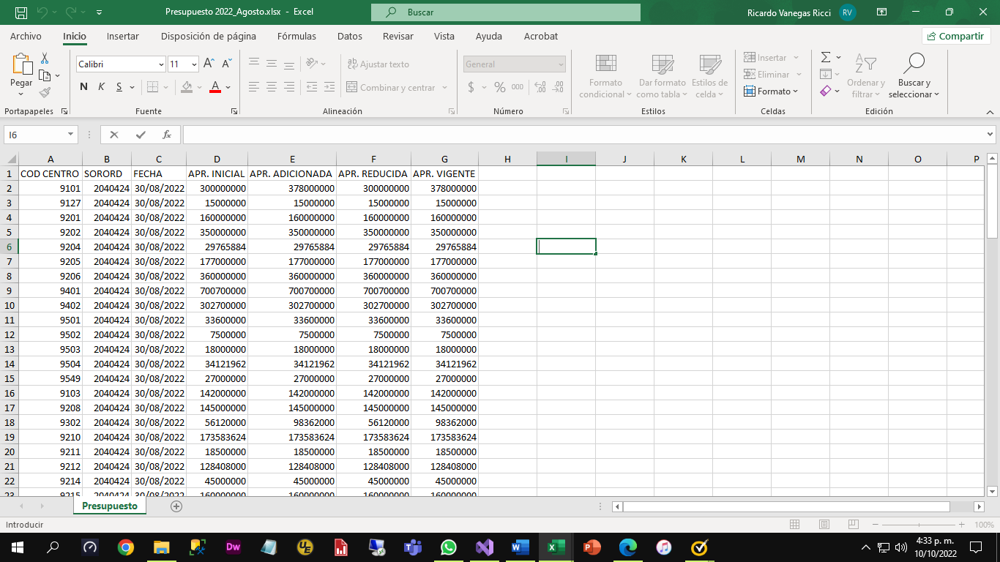 Presupuesto 2022_Agosto.xlsx - Excel
Buscar
Ricardo Vanegas Ricci RV
Archivo Inicio Insertar Disposición de página Fórmulas Datos Revisar Vista Ayuda Acrobat Compartir
Pegar
Portapapeles
Calibri 11
N K S A
Fuente
ab Ajustar texto
Combinar y centrar
Alineación
General
$ % 000
Número
Formato condicional
Dar formato como tabla
Estilos de celda
Estilos
Insertar
Eliminar
Formato
Celdas
Ordenar y filtrar
Buscar y seleccionar
Edición
I6 fx
A B C D E F G H I J K L M N O P
1 COD CENTRO SORORD FECHA APR. INICIAL APR. ADICIONADA APR. REDUCIDA APR. VIGENTE
2 9101 2040424 30/08/2022 300000000 378000000 300000000 378000000
3 9127 2040424 30/08/2022 15000000 15000000 15000000 15000000
4 9201 2040424 30/08/2022 160000000 160000000 160000000 160000000
5 9202 2040424 30/08/2022 350000000 350000000 350000000 350000000
6 9204 2040424 30/08/2022 29765884 29765884 29765884 29765884
7 9205 2040424 30/08/2022 177000000 177000000 177000000 177000000
8 9206 2040424 30/08/2022 360000000 360000000 360000000 360000000
9 9401 2040424 30/08/2022 700700000 700700000 700700000 700700000
10 9402 2040424 30/08/2022 302700000 302700000 302700000 302700000
11 9501 2040424 30/08/2022 33600000 33600000 33600000 33600000
12 9502 2040424 30/08/2022 7500000 7500000 7500000 7500000
13 9503 2040424 30/08/2022 18000000 18000000 18000000 18000000
14 9504 2040424 30/08/2022 34121962 34121962 34121962 34121962
15 9549 2040424 30/08/2022 27000000 27000000 27000000 27000000
16 9103 2040424 30/08/2022 142000000 142000000 142000000 142000000
17 9208 2040424 30/08/2022 145000000 145000000 145000000 145000000
18 9302 2040424 30/08/2022 56120000 98362000 56120000 98362000
19 9210 2040424 30/08/2022 173583624 173583624 173583624 173583624
20 9211 2040424 30/08/2022 18500000 18500000 18500000 18500000
21 9212 2040424 30/08/2022 128408000 128408000 128408000 128408000
22 9214 2040424 30/08/2022 45000000 45000000 45000000 45000000
23 9215 2040424 30/08/2022 160000000 160000000 160000000 160000000
Presupuesto
Introducir
100%
Dw UE W X P
4:33 p. m.
10/10/2022